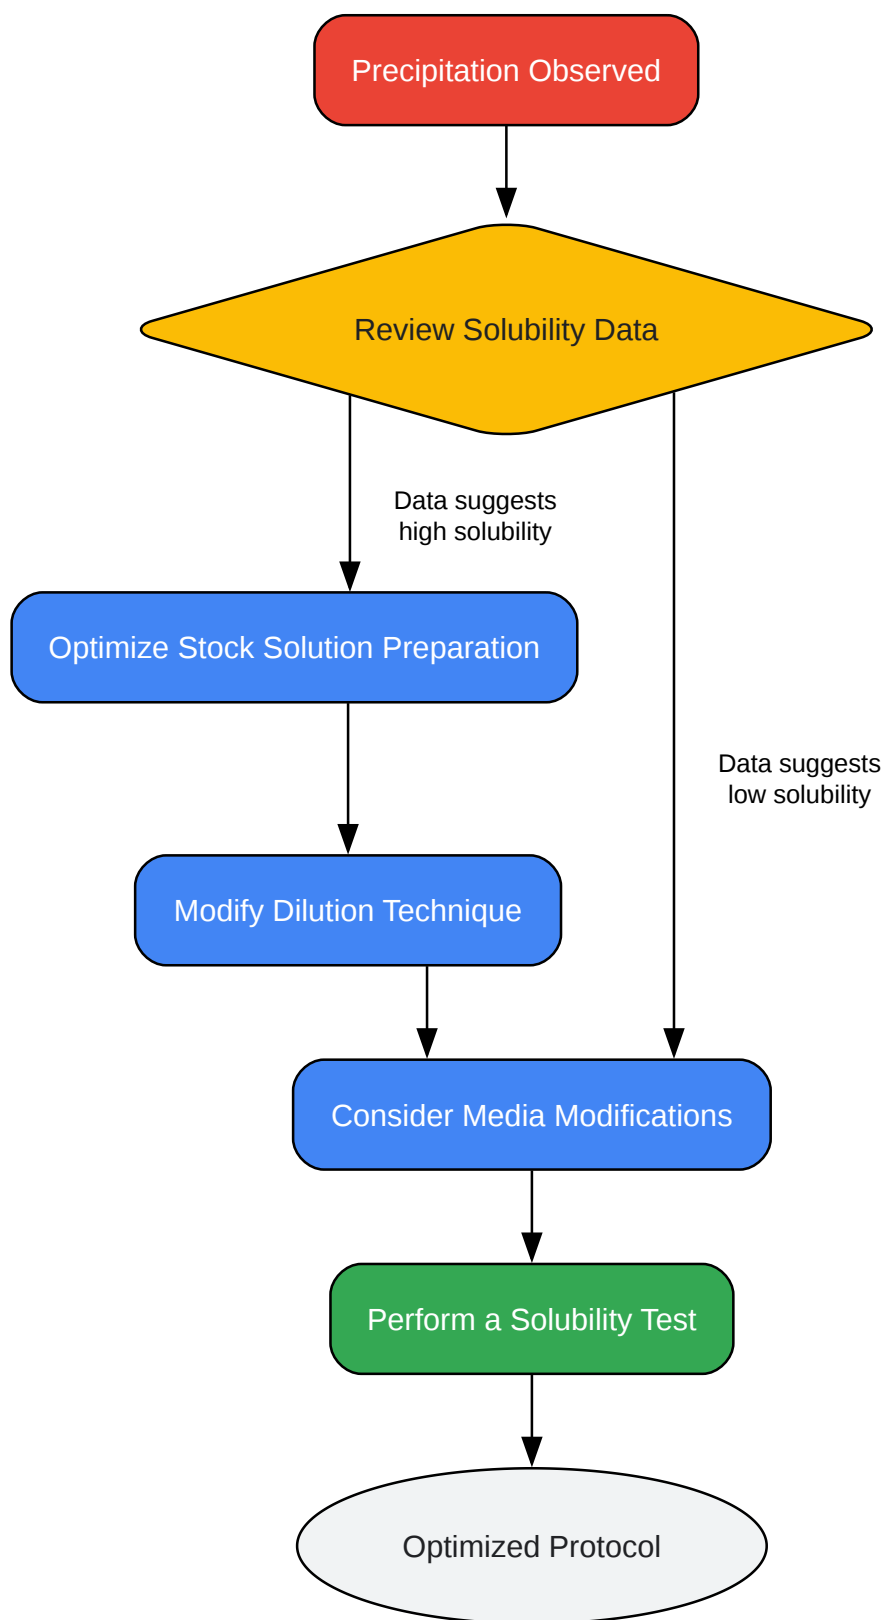 Precipitation Observed
Review Solubility Data
Data suggests
high solubility
Optimize Stock Solution Preparation
Data suggests
low solubility
Modify Dilution Technique
Consider Media Modifications
Perform a Solubility Test
Optimized Protocol